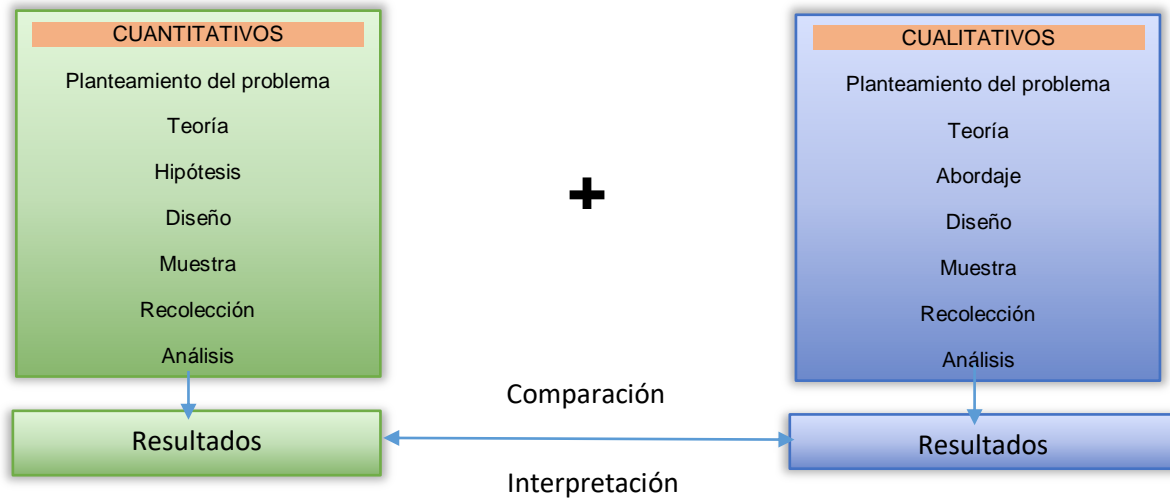 CUANTITATIVOS
Planteamiento del problema
Teoría
Hipótesis
Diseño
Muestra
Recolección
Análisis
Resultados
+
Comparación
Interpretación
CUALITATIVOS
Planteamiento del problema
Teoría
Abordaje
Diseño
Muestra
Recolección
Análisis
Resultados